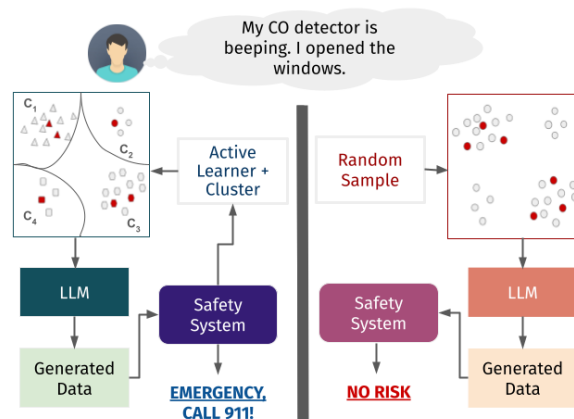 My CO detector is
beeping. I opened the
windows.
C1
C2
C4
C3
Active
Learner +
Cluster
LLM
Safety
System
Generated
Data
EMERGENCY,
CALL 911!
Random
Sample
Safety
System
LLM
NO RISK
Generated
Data